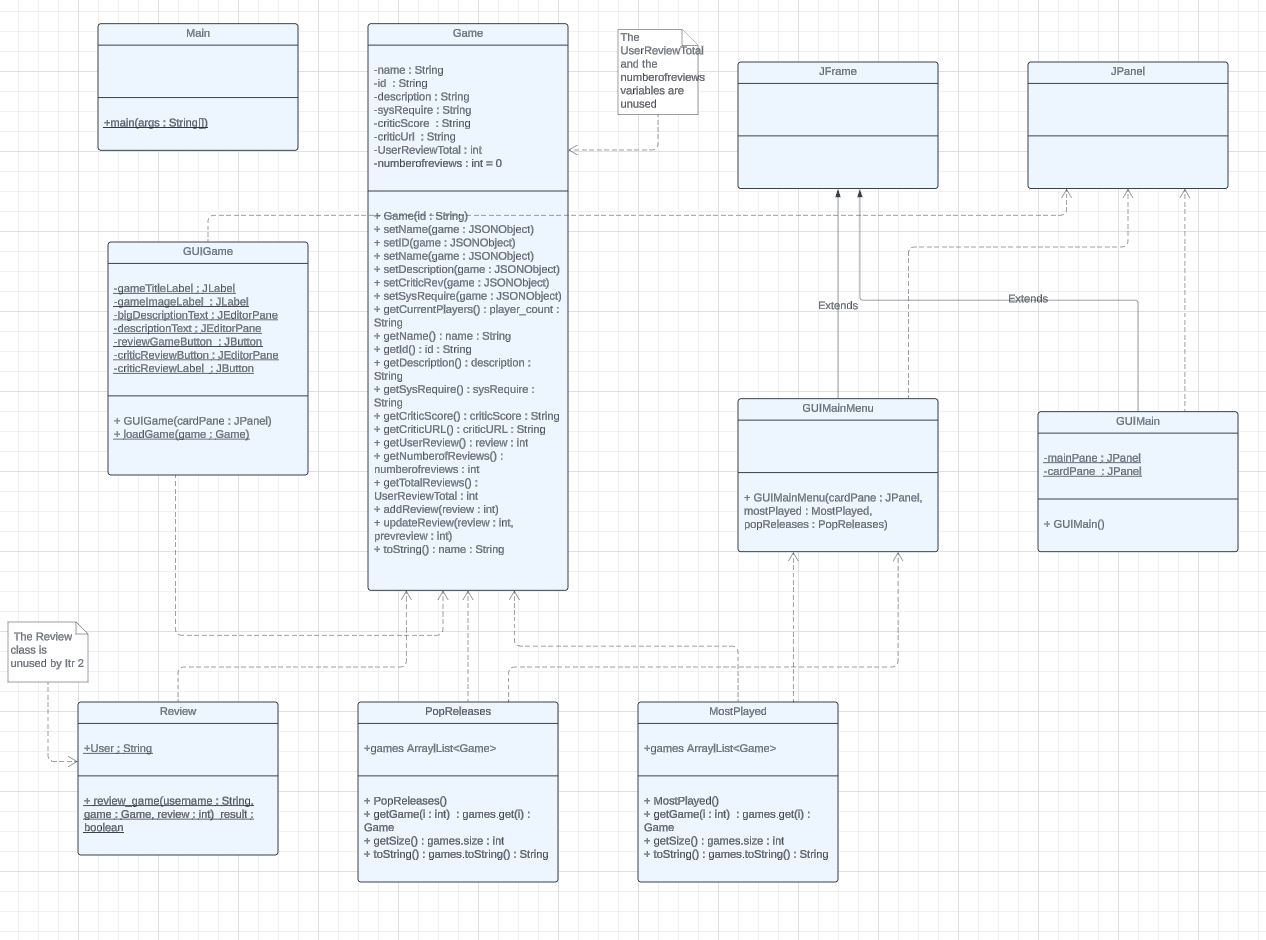 Main
+main(args : String[])
Game
-name : String
-id  : String
-description : String
-sysRequire : String
-criticScore  : String
-criticUrl  : String
-UserReviewTotal : int
-numberofreviews : int = 0
+ Game(id : String)
+ setName(game : JSONObject)
+ setID(game : JSONObject)
+ setName(game : JSONObject)
+ setDescription(game : JSONObject)
+ setCriticRev(game : JSONObject)
+ setSysRequire(game : JSONObject)
+ getCurrentPlayers() : player_count :
String
+ getName() : name : String
+ getId() : id : String
+ getDescription() : description :
String
+ getSysRequire() : sysRequire :
String
+ getCriticScore() : criticScore : String
+ getCriticURL() : criticURL : String
+ getUserReview() : review : int
+ getNumberofReviews() :
numberofreviews : int
+ getTotalReviews() :
UserReviewTotal : int
+ addReview(review : int)
+ updateReview(review : int,
prevreview : int)
+ toString() : name : String
The
UserReviewTotal
and the
numberofreviews
variables are
unused
JFrame
JPanel
GUIGame
-gameTitleLabel : JLabel
-gameImageLabel  : JLabel
-bigDescriptionText : JEditorPane
-descriptionText : JEditorPane
-reviewGameButton  : JButton
-criticReviewButton : JEditorPane
-criticReviewLabel  : JButton
+ GUIGame(cardPane : JPanel)
+ loadGame(game : Game)
Extends
Extends
GUIMainMenu
+ GUIMainMenu(cardPane : JPanel,
mostPlayed : MostPlayed,
popReleases : PopReleases)
GUIMain
-mainPane : JPanel
-cardPane  : JPanel
+ GUIMain()
The Review
class is
unused by Itr 2
Review
+User : String
+ review_game(username : String,
game : Game, review : int)  result :
boolean
PopReleases
+games ArrayList<Game>
+ PopReleases()
+ getGame(i : int)  : games.get(i) :
Game
+ getSize() : games.size : int
+ toString() : games.toString() : String
MostPlayed
+games ArrayList<Game>
+ MostPlayed()
+ getGame(i : int)  : games.get(i) :
Game
+ getSize() : games.size : int
+ toString() : games.toString() : String